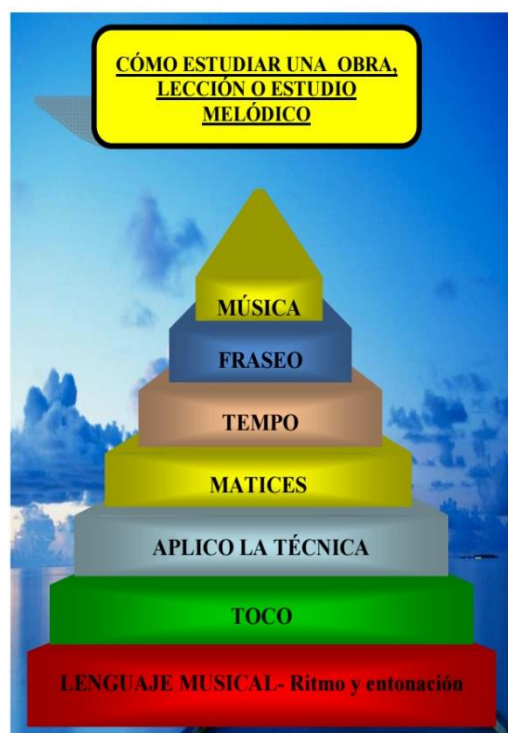 CÓMO ESTUDIAR UNA OBRA,
LECCIÓN O ESTUDIO
MELÓDICO
MÚSICA
FRASEO
TEMPO
MATICES
APLICO LA TÉCNICA
TOCO
LENGUAJE MUSICAL- Ritmo y entonación